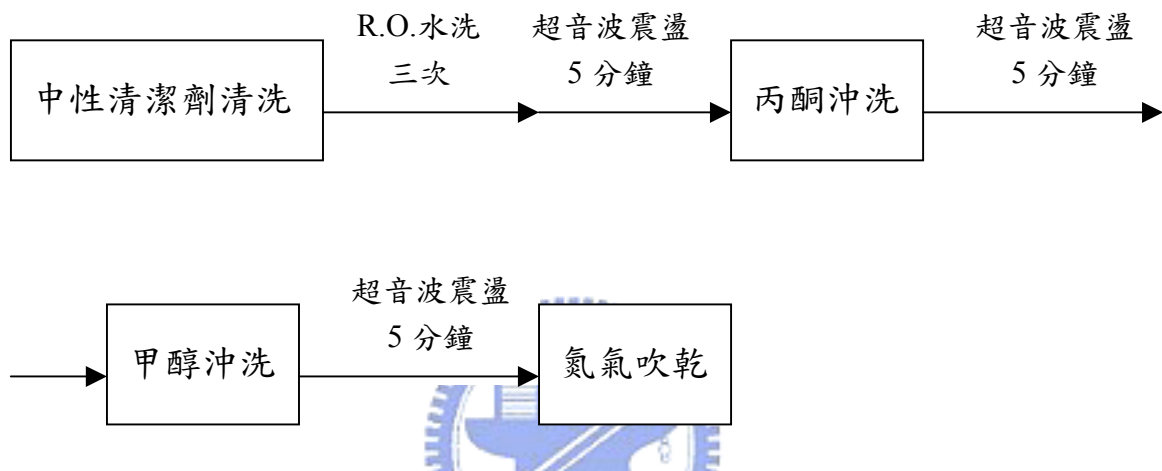 中性清潔劑清洗
R.O.水洗
三次
超音波震盪
5 分鐘
丙酮沖洗
超音波震盪
5 分鐘
甲醇沖洗
超音波震盪
5 分鐘
氮氣吹乾